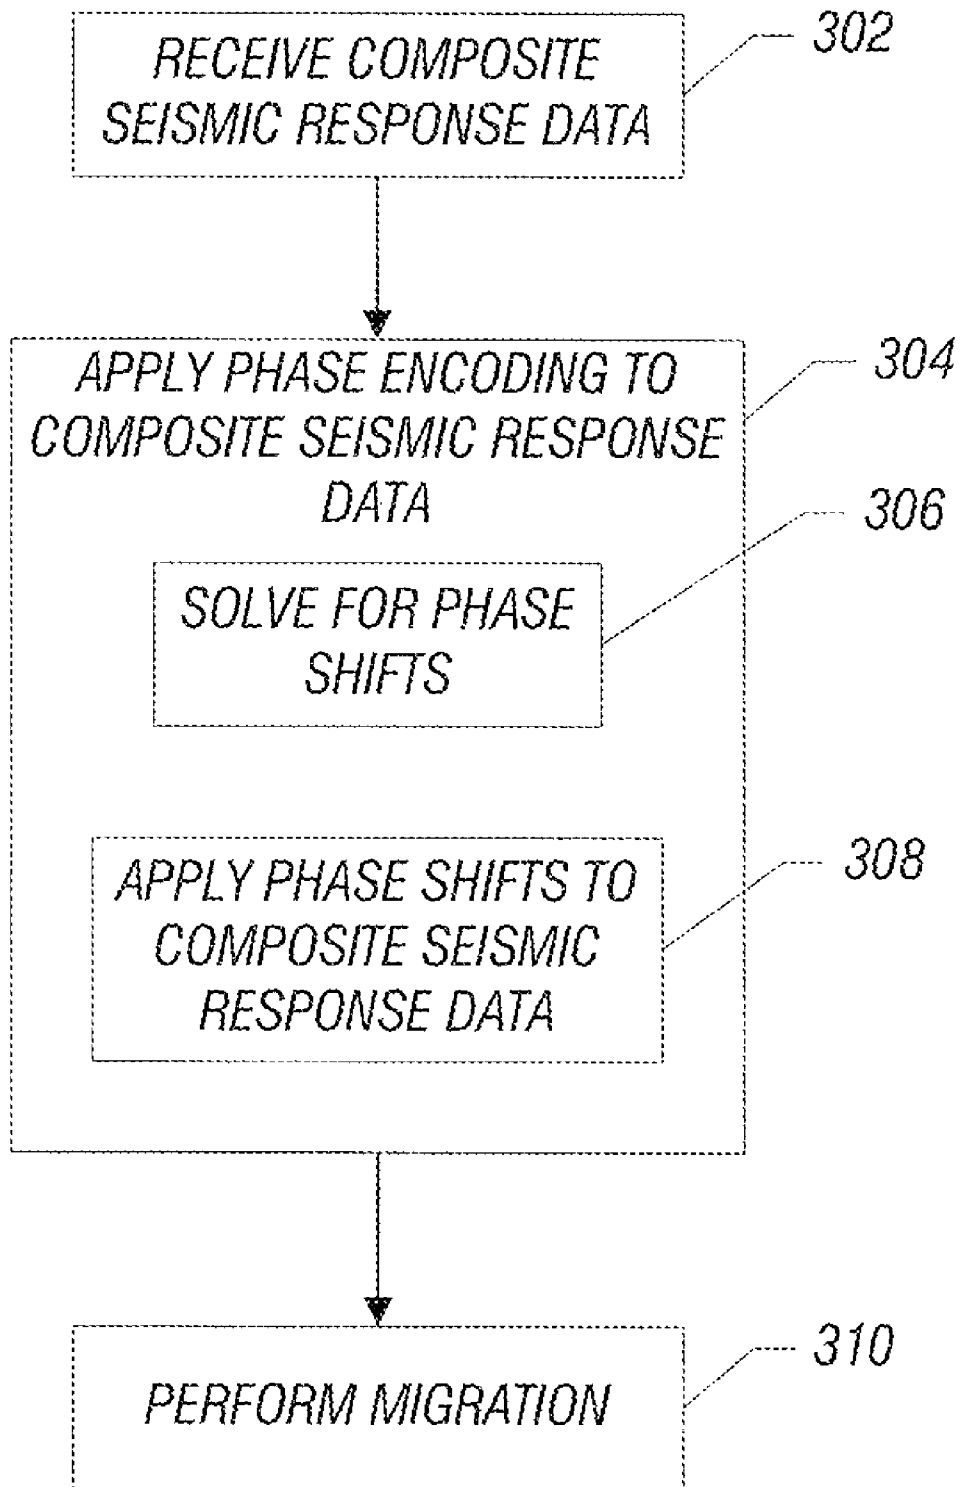 302
RECEIVE COMPOSITE
SEISMIC RESPONSE DATA
304
APPLY PHASE ENCODING TO
COMPOSITE SEISMIC RESPONSE
DATA
306
SOLVE FOR PHASE
SHIFTS
308
APPLY PHASE SHIFTS TO
COMPOSITE SEISMIC
RESPONSE DATA
310
PERFORM MIGRATION